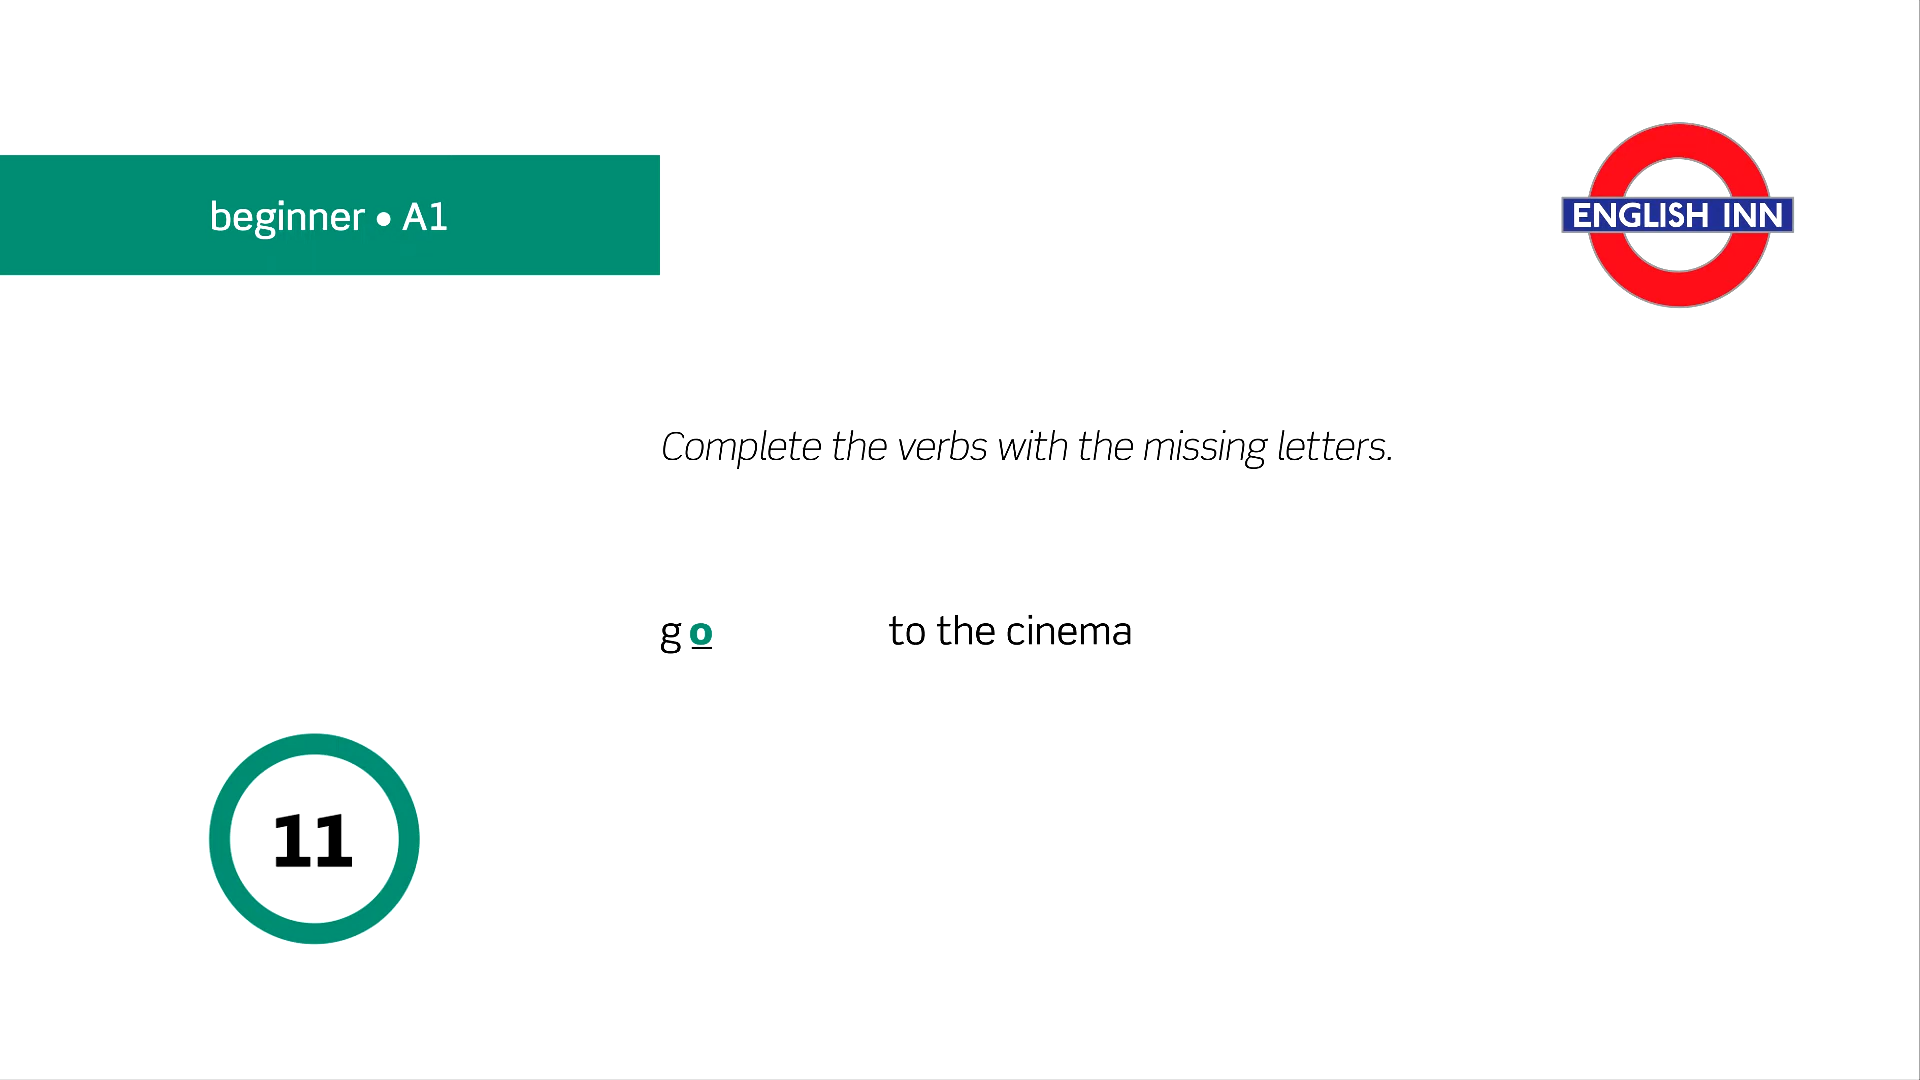 beginner • A1
ENGLISH INN
Complete the verbs with the missing letters.
go to the cinema
11